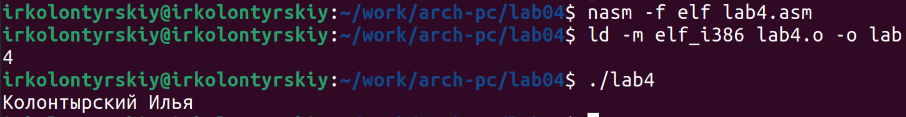 irkolontyrskiy@irkolontyrskiy:~/work/arch-pc/lab04$ nasm -f elf lab4.asm
irkolontyrskiy@irkolontyrskiy:~/work/arch-pc/lab04$ ld -m elf_i386 lab4.o -o lab
4
irkolontyrskiy@irkolontyrskiy:~/work/arch-pc/lab04$ ./lab4
Колонтырский Илья